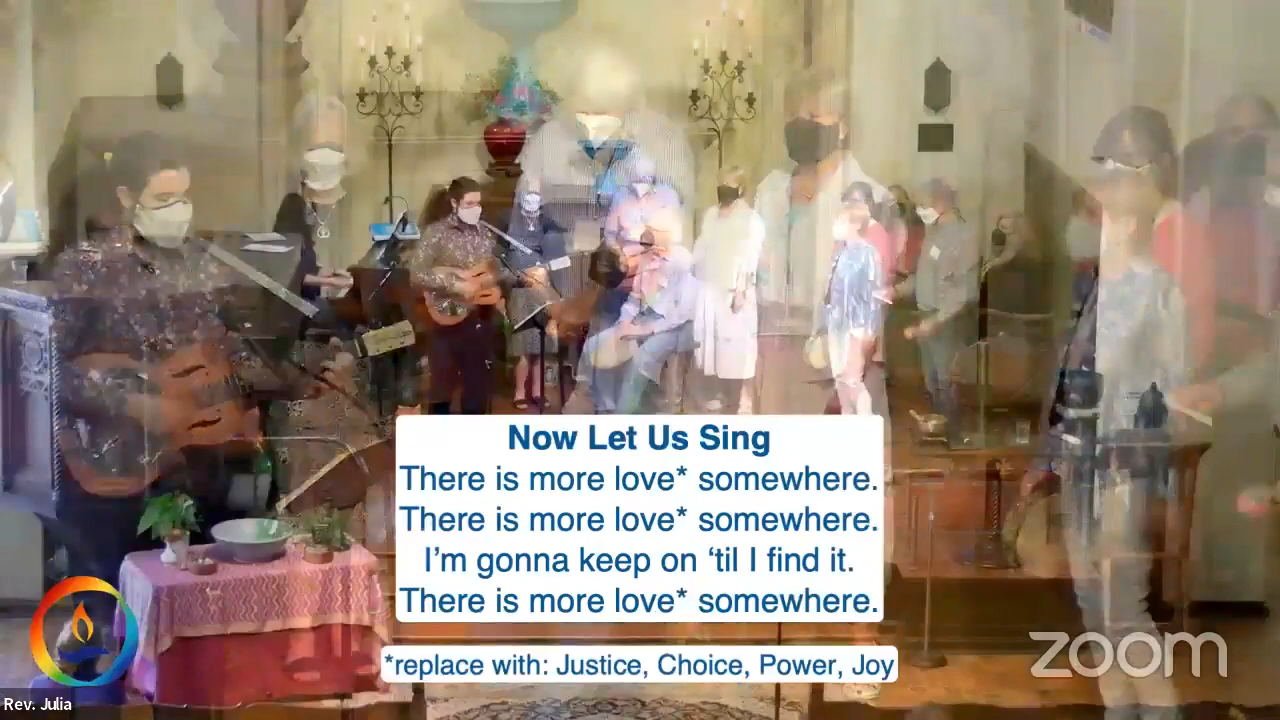 Now Let Us Sing
There is more love* somewhere.
There is more love* somewhere.
I’m gonna keep on ‘til I find it.
There is more love* somewhere.
*replace with: Justice, Choice, Power, Joy
zoom
Rev. Julia